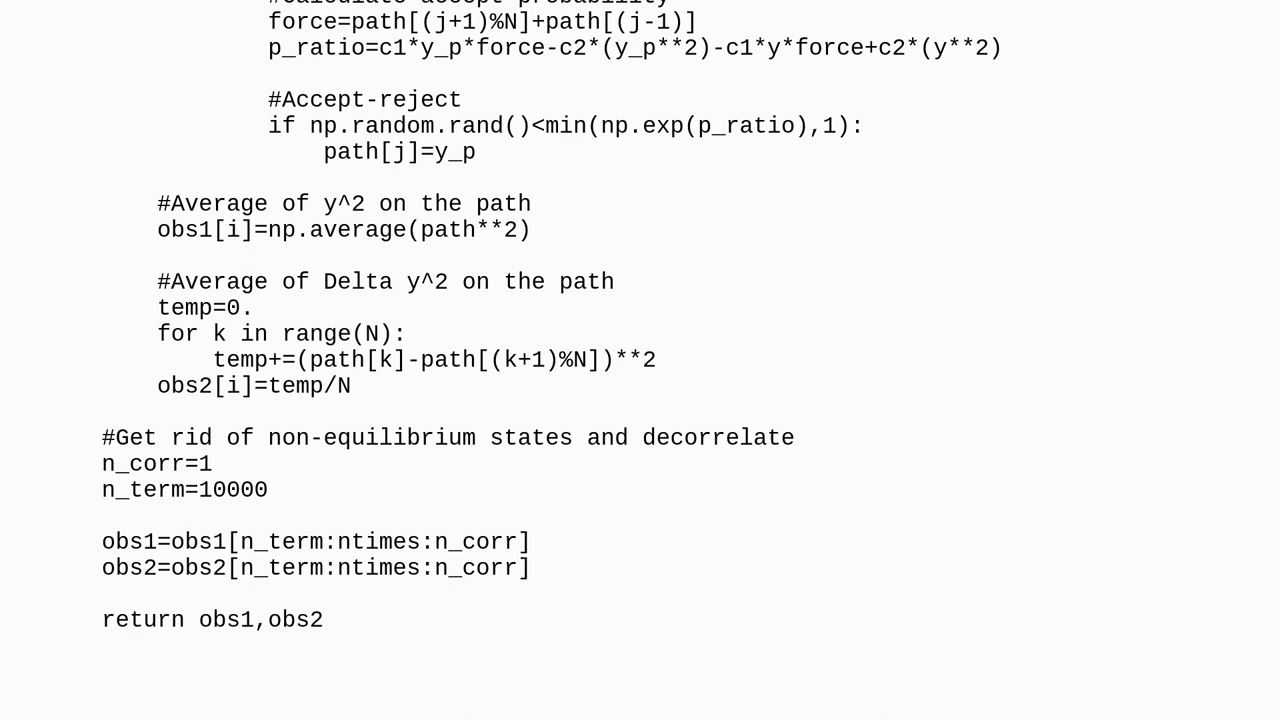 #Calculate accept probability
force=path[(j+1)%N]+path[(j-1)]
p_ratio=c1*y_p*force-c2*(y_p**2)-c1*y*force+c2*(y**2)
#Accept-reject
if np.random.rand()<min(np.exp(p_ratio),1):
path[j]=y_p
#Average of y^2 on the path
obs1[i]=np.average(path**2)
#Average of Delta y^2 on the path
temp=0.
for k in range(N):
temp+=(path[k]-path[(k+1)%N])**2
obs2[i]=temp/N
#Get rid of non-equilibrium states and decorrelate
n_corr=1
n_term=10000
obs1=obs1[n_term:ntimes:n_corr]
obs2=obs2[n_term:ntimes:n_corr]
return obs1,obs2